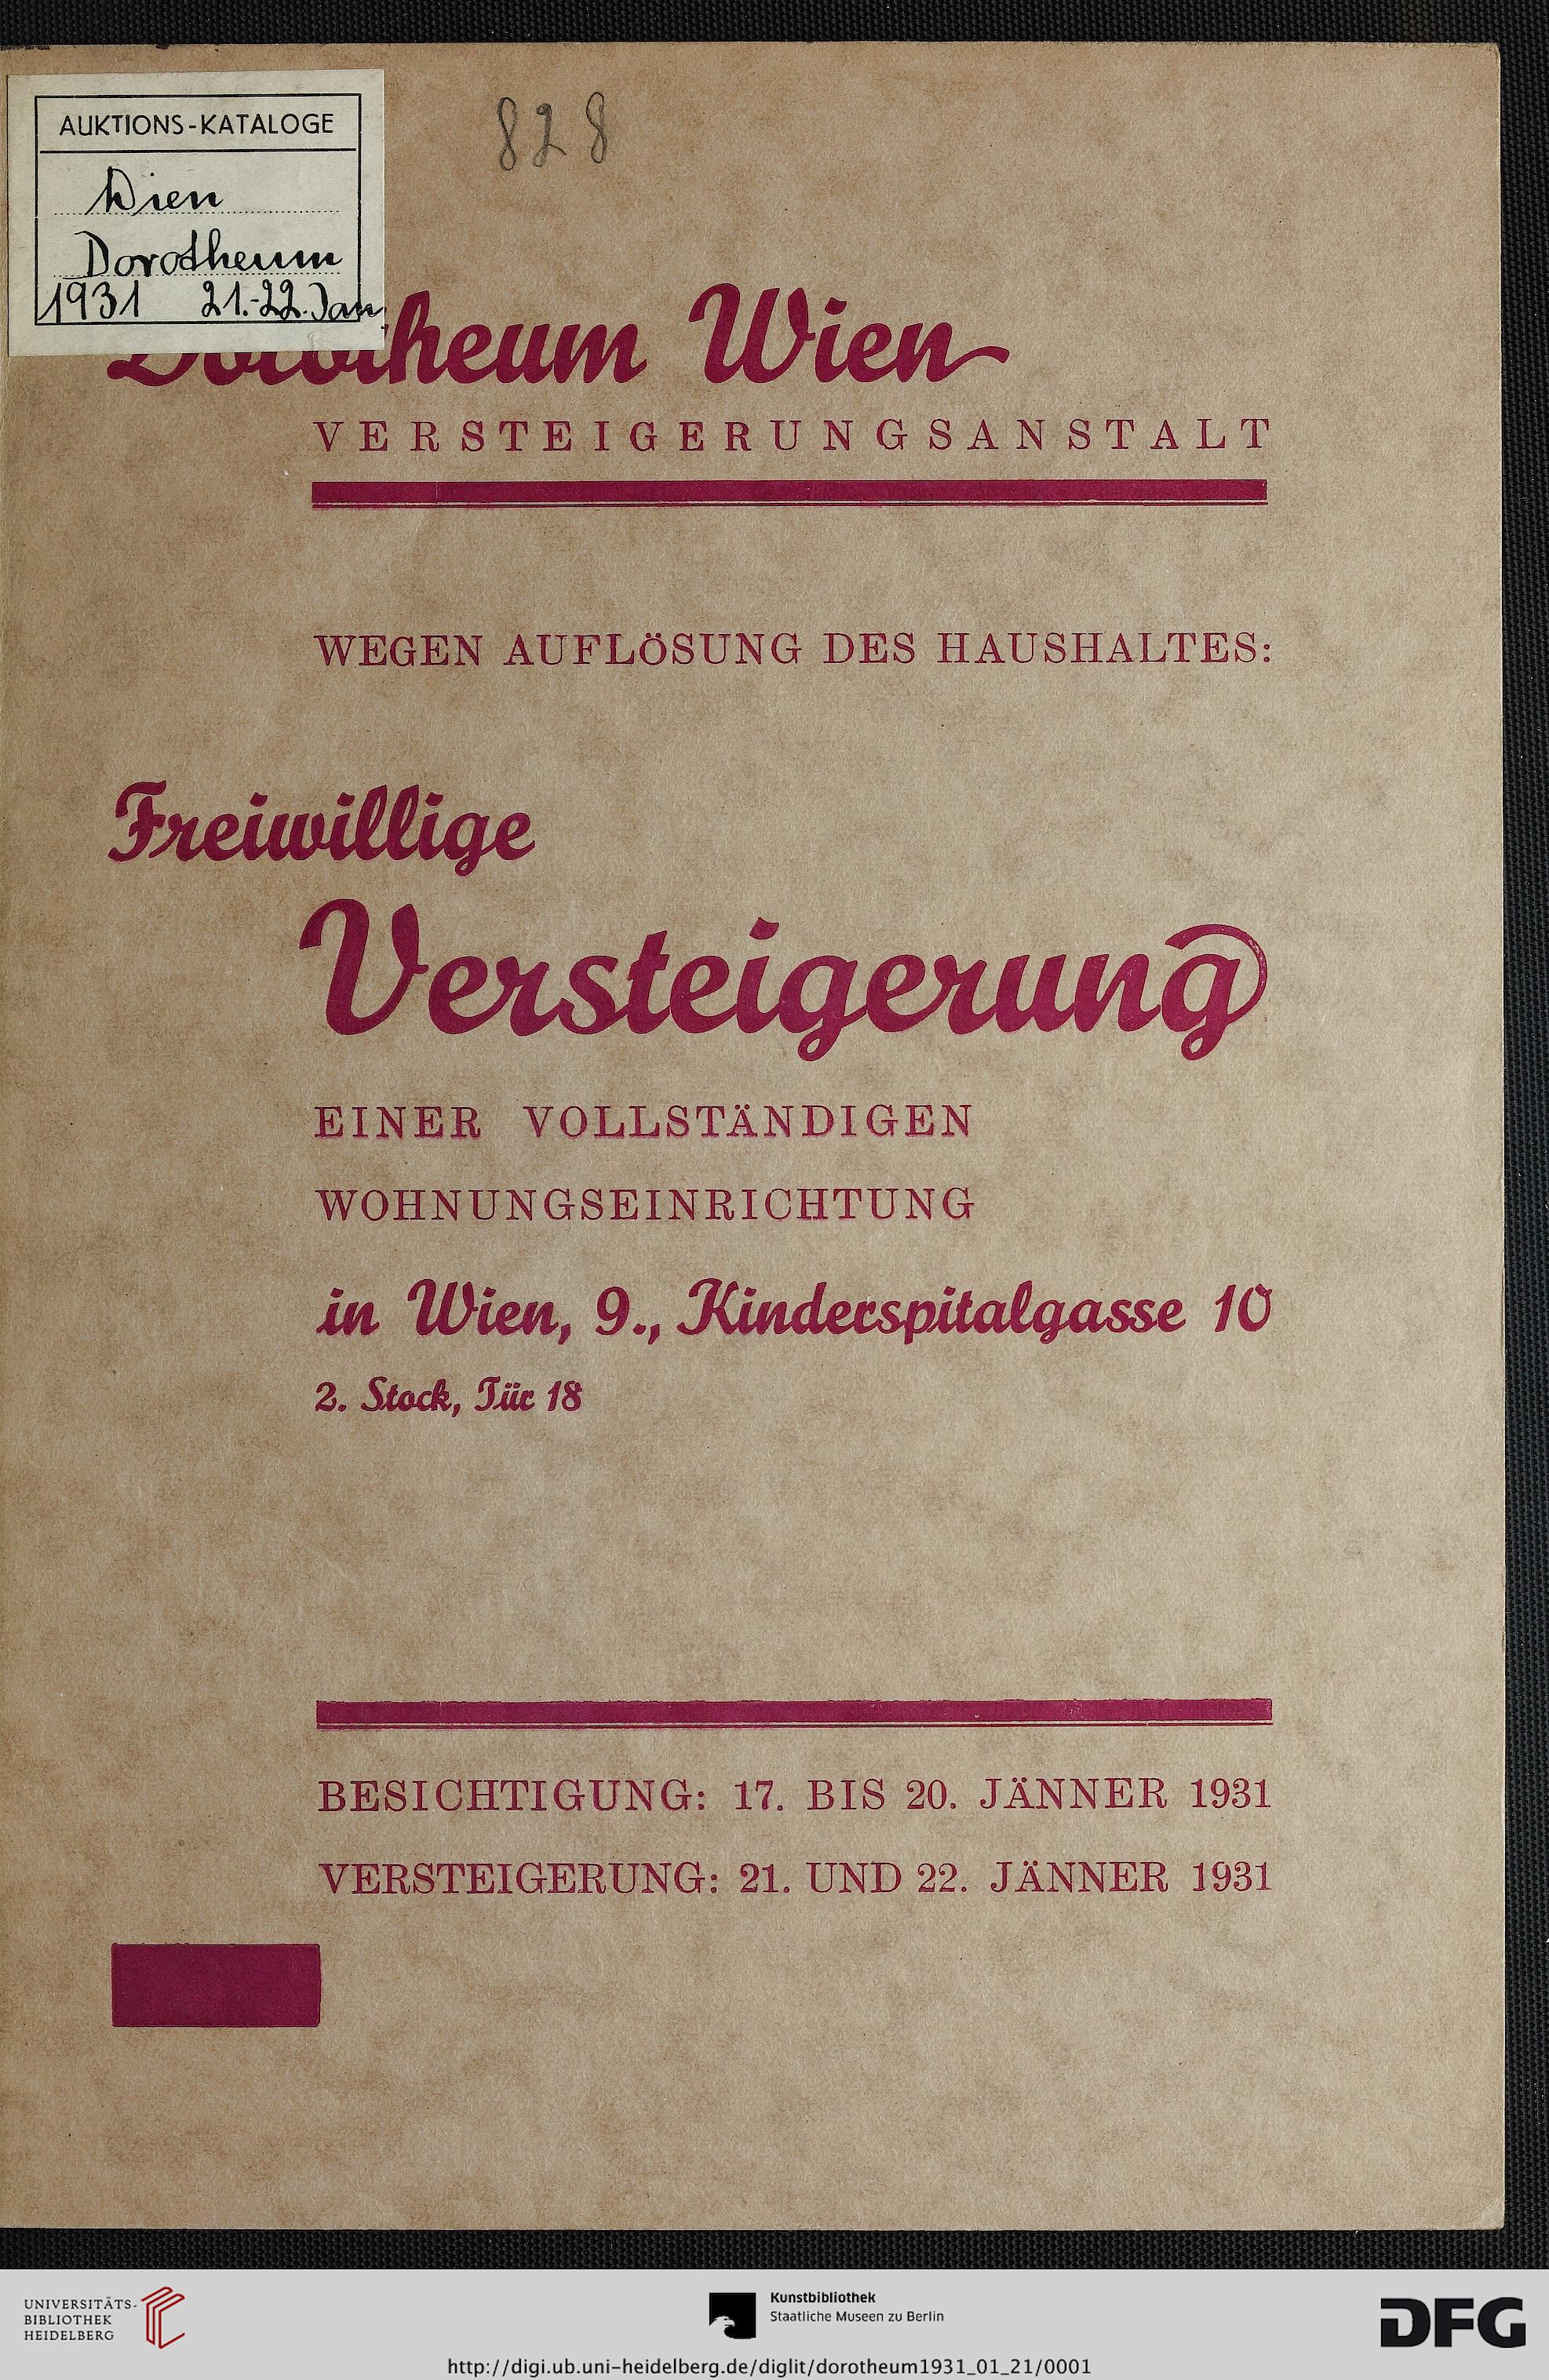 AUKTIONS-KATALOGE
Wien
Dorotheum
1931 21.-22. Jan.
828
Dorotheum Wien
VERSTEIGERUNGSANSTALT
WEGEN AUFLÖSUNG DES HAUSHALTES:
Freiwillige
Versteigerung
EINER VOLLSTÄNDIGEN
WOHNUNGSEINRICHTUNG
in Wien, 9., Kinderspitalgasse 10
2. Stock, Tür 18
BESICHTIGUNG: 17. BIS 20. JÄNNER 1931
VERSTEIGERUNG: 21. UND 22. JÄNNER 1931
UNIVERSITÄTS-
BIBLIOTHEK
HEIDELBERG
Kunstbibliothek
Staatliche Museen zu Berlin
DFG
http://digi.ub.uni-heidelberg.de/diglit/dorotheum1931_01_21/0001